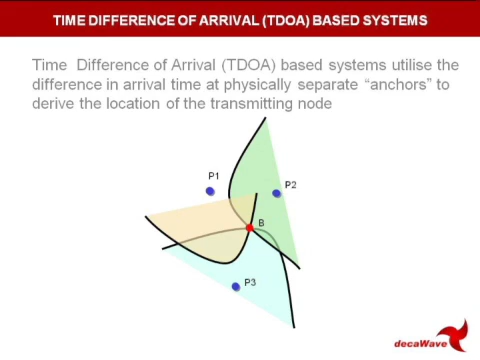 TIME DIFFERENCE OF ARRIVAL (TDOA) BASED SYSTEMS
Time Difference of Arrival (TDOA) based systems utilise the
difference in arrival time at physically separate “anchors” to
derive the location of the transmitting node
P1
P2
B
P3
decaWave